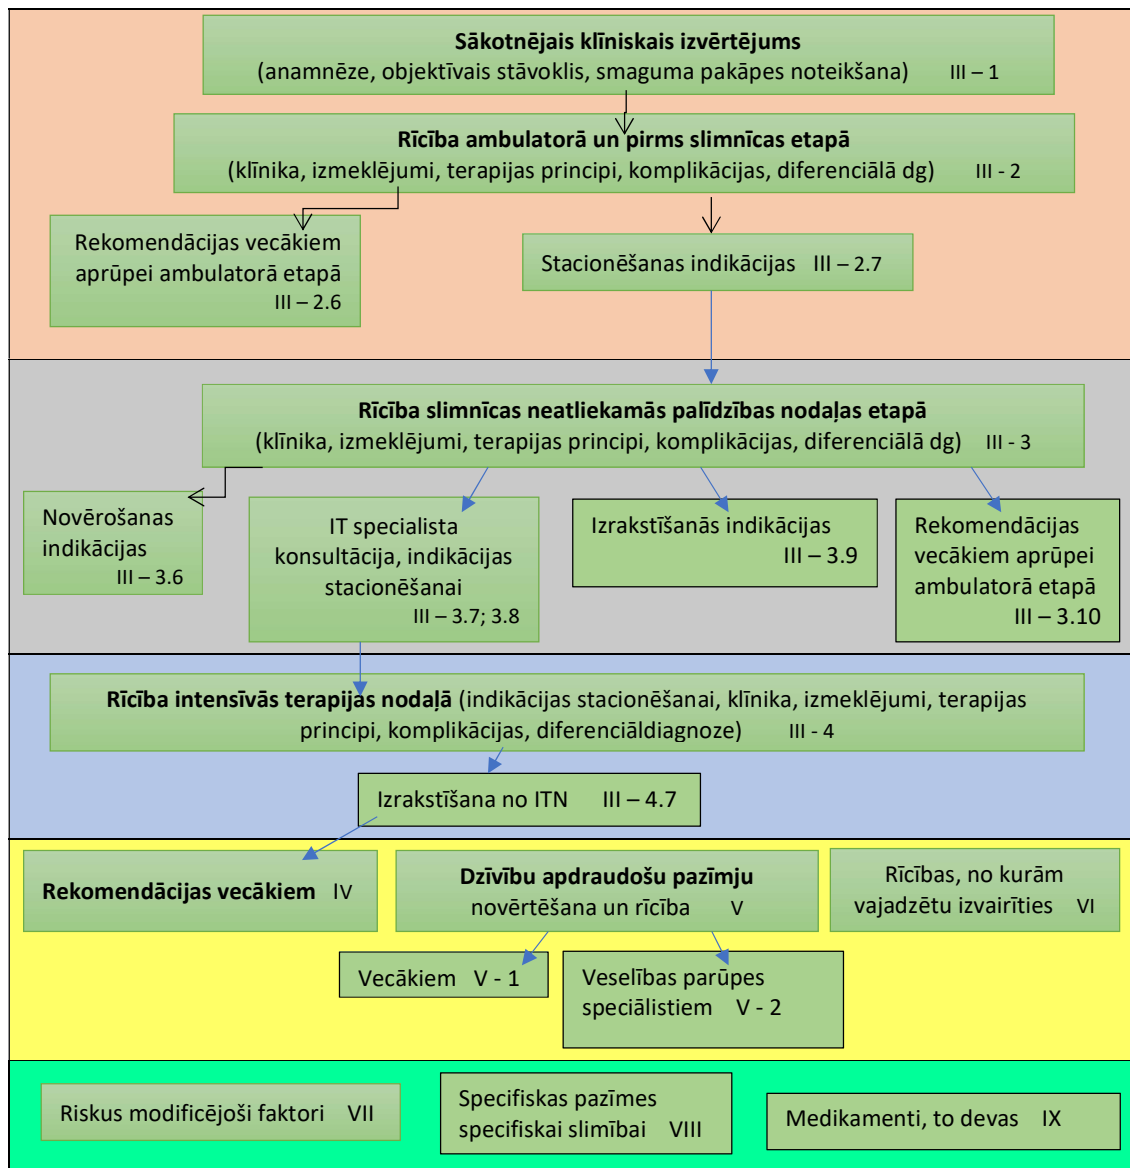 Sākotnējais klīniskais izvērtējums
(anamnēze, objektīvais stāvoklis, smaguma pakāpes noteikšana) III – 1
Rīcība ambulatorā un pirms slimnīcas etapā
(klīnika, izmeklējumi, terapijas principi, komplikācijas, diferenciālā dg) III - 2
Rekomendācijas vecākiem
aprūpei ambulatorā etapā
III – 2.6
Stacionēšanas indikācijas III – 2.7
Rīcība slimnīcas neatliekamās palīdzības nodaļas etapā
(klīnika, izmeklējumi, terapijas principi, komplikācijas, diferenciālā dg) III - 3
Novērošanas
indikācijas
III – 3.6
IT specialista
konsultācija, indikācijas
stacionēšanai
III – 3.7; 3.8
Izrakstīšanās indikācijas
III – 3.9
Rekomendācijas
vecākiem aprūpei
ambulatorā etapā
III – 3.10
Rīcība intensīvās terapijas nodaļā (indikācijas stacionēšanai, klīnika, izmeklējumi, terapijas
principi, komplikācijas, diferenciāldiagnoze) III - 4
Izrakstīšana no ITN III – 4.7
Rekomendācijas vecākiem IV
Dzīvību apdraudošu pazīmju
novērtēšana un rīcība V
Rīcības, no kurām
vajadzētu izvairīties VI
Vecākiem V - 1
Veselības parūpes
speciālistiem V - 2
Riskus modificējoši faktori VII
Specifiskas pazīmes
specifiskai slimībai VIII
Medikamenti, to devas IX